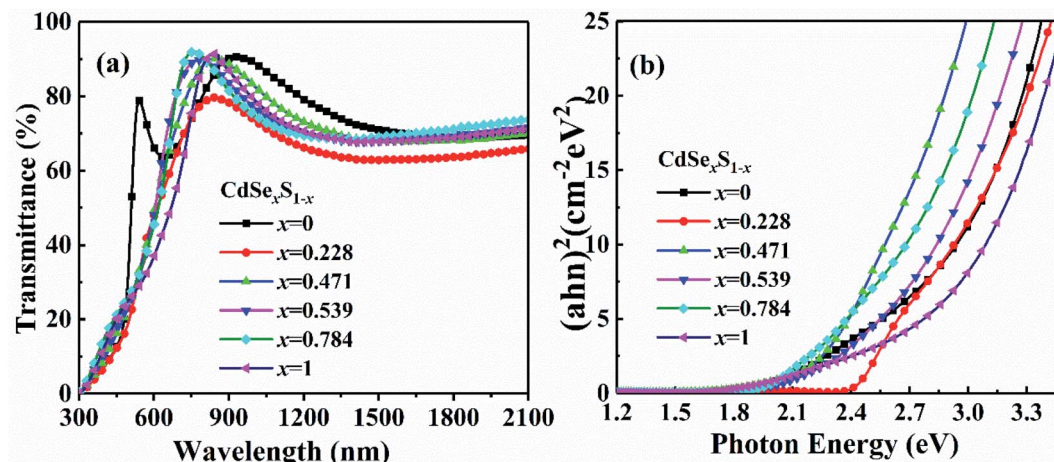 (a)
Transmittance (%)
100
80
60
40
20
0
CdSeₓS₁₋ₓ
x=0
x=0.228
x=0.471
x=0.539
x=0.784
x=1
300 600 900 1200 1500 1800 2100
Wavelength (nm)
(b)
(ahn)²(cm⁻²eV²)
25
20
15
10
5
0
CdSeₓS₁₋ₓ
x=0
x=0.228
x=0.471
x=0.539
x=0.784
x=1
1.2 1.5 1.8 2.1 2.4 2.7 3.0 3.3
Photon Energy (eV)